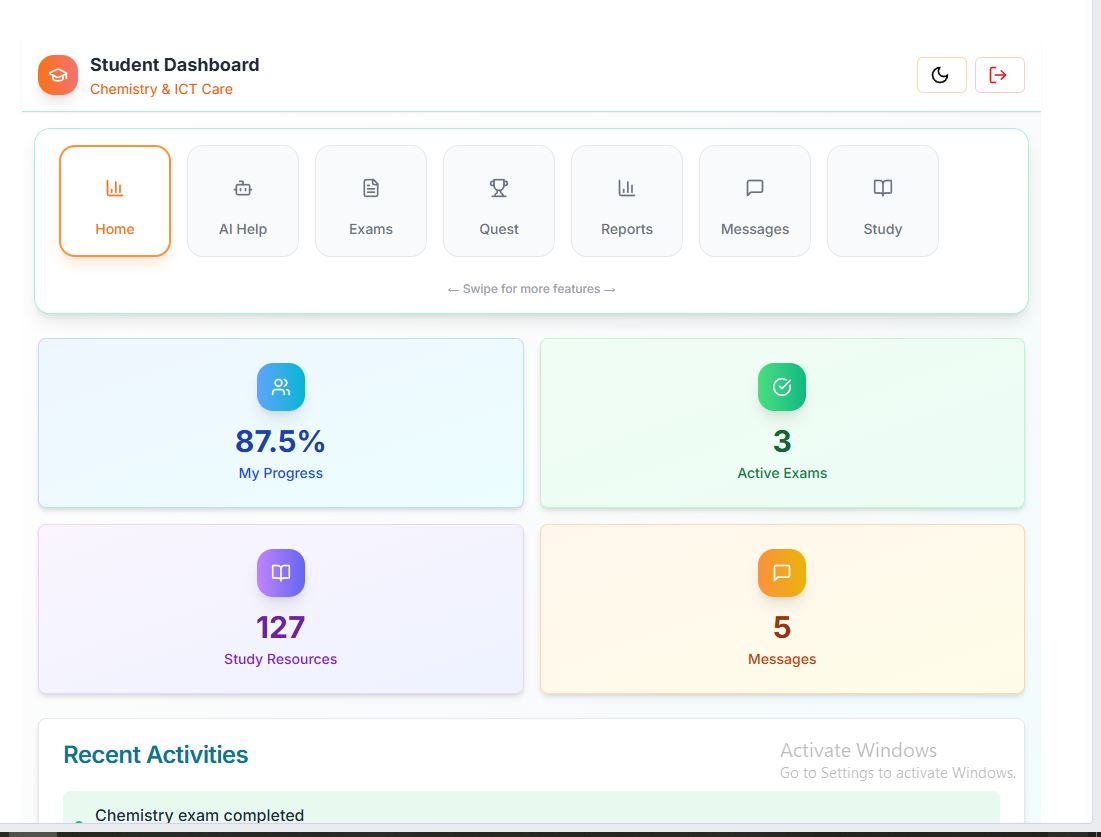 Student Dashboard
Chemistry & ICT Care
Home
AI Help
Exams
Quest
Reports
Messages
Study
← Swipe for more features →
87.5%
My Progress
3
Active Exams
127
Study Resources
5
Messages
Recent Activities
Activate Windows
Go to Settings to activate Windows.
Chemistry exam completed